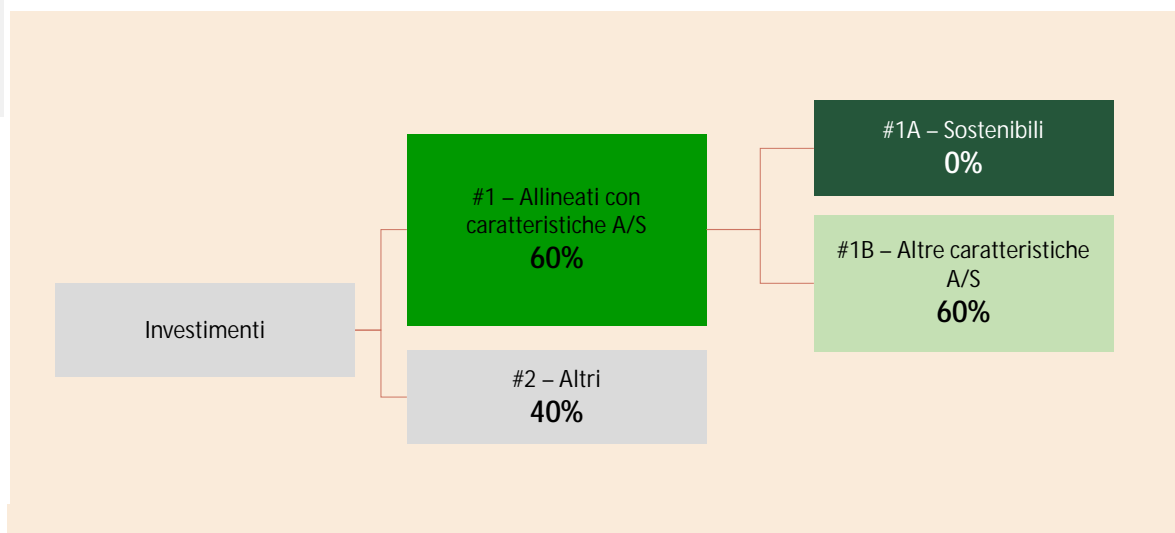 Investimenti
#1 – Allineati con
caratteristiche A/S
60%
#2 – Altri
40%
#1A – Sostenibili
0%
#1B – Altre caratteristiche
A/S
60%